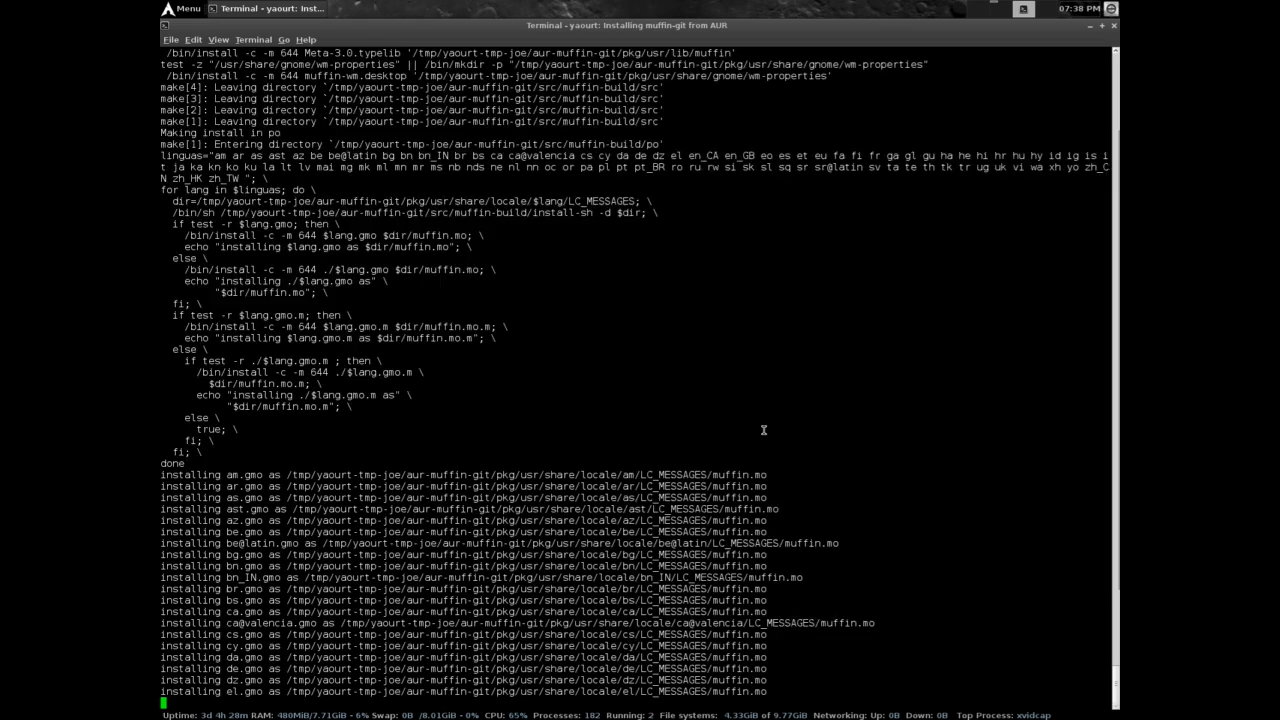 Menu Terminal - yaourt: Inst... 07:38 PM
Terminal - yaourt: Installing muffin-git from AUR
File Edit View Terminal Go Help
/bin/install -c -m 644 Meta-3.0.typelib '/tmp/yaourt-tmp-joe/aur-muffin-git/pkg/usr/lib/muffin'
test -z "/usr/share/gnome/wm-properties" || /bin/mkdir -p "/tmp/yaourt-tmp-joe/aur-muffin-git/pkg/usr/share/gnome/wm-properties"
/bin/install -c -m 644 muffin-wm.desktop '/tmp/yaourt-tmp-joe/aur-muffin-git/pkg/usr/share/gnome/wm-properties'
make[4]: Leaving directory `/tmp/yaourt-tmp-joe/aur-muffin-git/src/muffin-build/src'
make[3]: Leaving directory `/tmp/yaourt-tmp-joe/aur-muffin-git/src/muffin-build/src'
make[2]: Leaving directory `/tmp/yaourt-tmp-joe/aur-muffin-git/src/muffin-build/src'
make[1]: Leaving directory `/tmp/yaourt-tmp-joe/aur-muffin-git/src/muffin-build/src'
Making install in po
make[1]: Entering directory `/tmp/yaourt-tmp-joe/aur-muffin-git/src/muffin-build/po'
linguas="am ar as ast az be be@latin bg bn bn_IN br bs ca ca@valencia cs cy da de dz el en_CA en_GB eo es et eu fa fi fr ga gl gu ha he hi hr hu hy id ig is i
t ja ka kn ko ku la lt lv mai mg mk ml mn mr ms nb nds ne nl nn oc or pa pl pt pt_BR ro ru rw si sk sl sq sr sr@latin sv ta te th tk tr ug uk vi wa xh yo zh_C
N zh_HK zh_TW "; \
for lang in $linguas; do \
dir=/tmp/yaourt-tmp-joe/aur-muffin-git/pkg/usr/share/locale/$lang/LC_MESSAGES; \
/bin/sh /tmp/yaourt-tmp-joe/aur-muffin-git/src/muffin-build/install-sh -d $dir; \
if test -r $lang.gmo; then \
/bin/install -c -m 644 $lang.gmo $dir/muffin.mo; \
echo "installing $lang.gmo as $dir/muffin.mo"; \
else \
/bin/install -c -m 644 ./$lang.gmo $dir/muffin.mo; \
echo "installing ./$lang.gmo as" \
"$dir/muffin.mo"; \
fi; \
if test -r $lang.gmo.m; then \
/bin/install -c -m 644 $lang.gmo.m $dir/muffin.mo.m; \
echo "installing $lang.gmo.m as $dir/muffin.mo.m"; \
else \
if test -r ./$lang.gmo.m ; then \
/bin/install -c -m 644 ./$lang.gmo.m \
$dir/muffin.mo.m; \
echo "installing ./$lang.gmo.m as" \
"$dir/muffin.mo.m"; \
else \
true; \
fi; \
fi; \
done
installing am.gmo as /tmp/yaourt-tmp-joe/aur-muffin-git/pkg/usr/share/locale/am/LC_MESSAGES/muffin.mo
installing ar.gmo as /tmp/yaourt-tmp-joe/aur-muffin-git/pkg/usr/share/locale/ar/LC_MESSAGES/muffin.mo
installing as.gmo as /tmp/yaourt-tmp-joe/aur-muffin-git/pkg/usr/share/locale/as/LC_MESSAGES/muffin.mo
installing ast.gmo as /tmp/yaourt-tmp-joe/aur-muffin-git/pkg/usr/share/locale/ast/LC_MESSAGES/muffin.mo
installing az.gmo as /tmp/yaourt-tmp-joe/aur-muffin-git/pkg/usr/share/locale/az/LC_MESSAGES/muffin.mo
installing be.gmo as /tmp/yaourt-tmp-joe/aur-muffin-git/pkg/usr/share/locale/be/LC_MESSAGES/muffin.mo
installing be@latin.gmo as /tmp/yaourt-tmp-joe/aur-muffin-git/pkg/usr/share/locale/be@latin/LC_MESSAGES/muffin.mo
installing bg.gmo as /tmp/yaourt-tmp-joe/aur-muffin-git/pkg/usr/share/locale/bg/LC_MESSAGES/muffin.mo
installing bn.gmo as /tmp/yaourt-tmp-joe/aur-muffin-git/pkg/usr/share/locale/bn/LC_MESSAGES/muffin.mo
installing bn_IN.gmo as /tmp/yaourt-tmp-joe/aur-muffin-git/pkg/usr/share/locale/bn_IN/LC_MESSAGES/muffin.mo
installing br.gmo as /tmp/yaourt-tmp-joe/aur-muffin-git/pkg/usr/share/locale/br/LC_MESSAGES/muffin.mo
installing bs.gmo as /tmp/yaourt-tmp-joe/aur-muffin-git/pkg/usr/share/locale/bs/LC_MESSAGES/muffin.mo
installing ca.gmo as /tmp/yaourt-tmp-joe/aur-muffin-git/pkg/usr/share/locale/ca/LC_MESSAGES/muffin.mo
installing ca@valencia.gmo as /tmp/yaourt-tmp-joe/aur-muffin-git/pkg/usr/share/locale/ca@valencia/LC_MESSAGES/muffin.mo
installing cs.gmo as /tmp/yaourt-tmp-joe/aur-muffin-git/pkg/usr/share/locale/cs/LC_MESSAGES/muffin.mo
installing cy.gmo as /tmp/yaourt-tmp-joe/aur-muffin-git/pkg/usr/share/locale/cy/LC_MESSAGES/muffin.mo
installing da.gmo as /tmp/yaourt-tmp-joe/aur-muffin-git/pkg/usr/share/locale/da/LC_MESSAGES/muffin.mo
installing de.gmo as /tmp/yaourt-tmp-joe/aur-muffin-git/pkg/usr/share/locale/de/LC_MESSAGES/muffin.mo
installing dz.gmo as /tmp/yaourt-tmp-joe/aur-muffin-git/pkg/usr/share/locale/dz/LC_MESSAGES/muffin.mo
installing el.gmo as /tmp/yaourt-tmp-joe/aur-muffin-git/pkg/usr/share/locale/el/LC_MESSAGES/muffin.mo
Uptime: 3d 4h 28m RAM: 480MiB/7.71GiB - 6% Swap: 0B /8.01GiB - 0% CPU: 65% Processes: 182 Running: 2 File systems: 4.33GiB of 9.77GiB Networking: Up: 0B Down: 0B Top Process: xvidcap